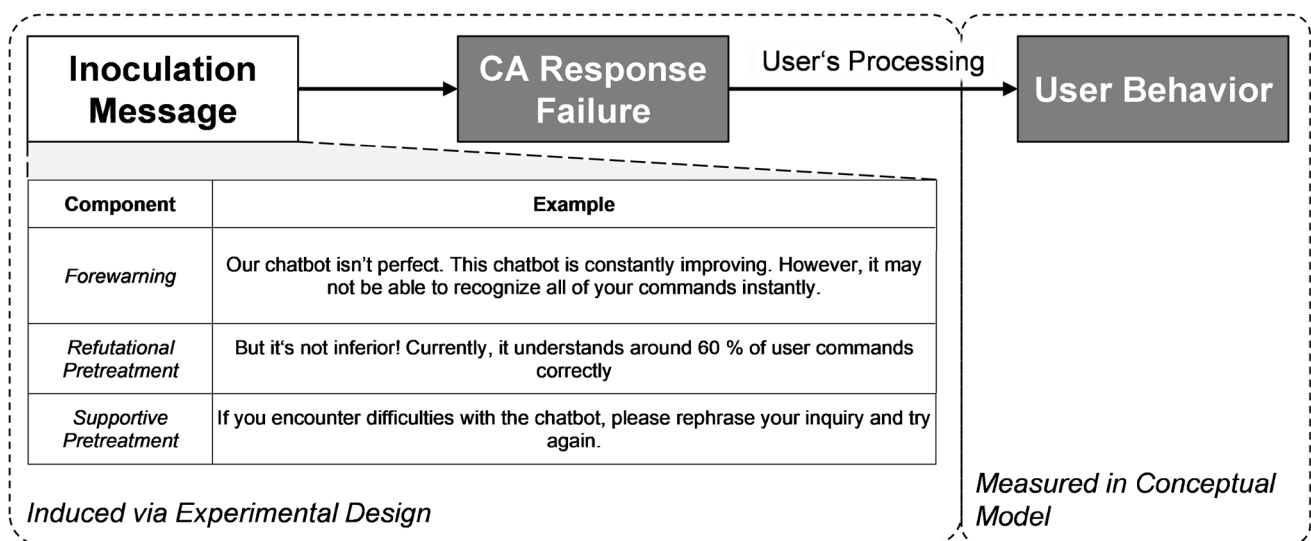 Inoculation
Message
CA Response
Failure
User‘s Processing
User Behavior
Component
Example
Forewarning
Our chatbot isn’t perfect. This chatbot is constantly improving. However, it may
not be able to recognize all of your commands instantly.
Refutational
Pretreatment
But it‘s not inferior! Currently, it understands around 60 % of user commands
correctly
Supportive
Pretreatment
If you encounter difficulties with the chatbot, please rephrase your inquiry and try
again.
Induced via Experimental Design
Measured in Conceptual
Model